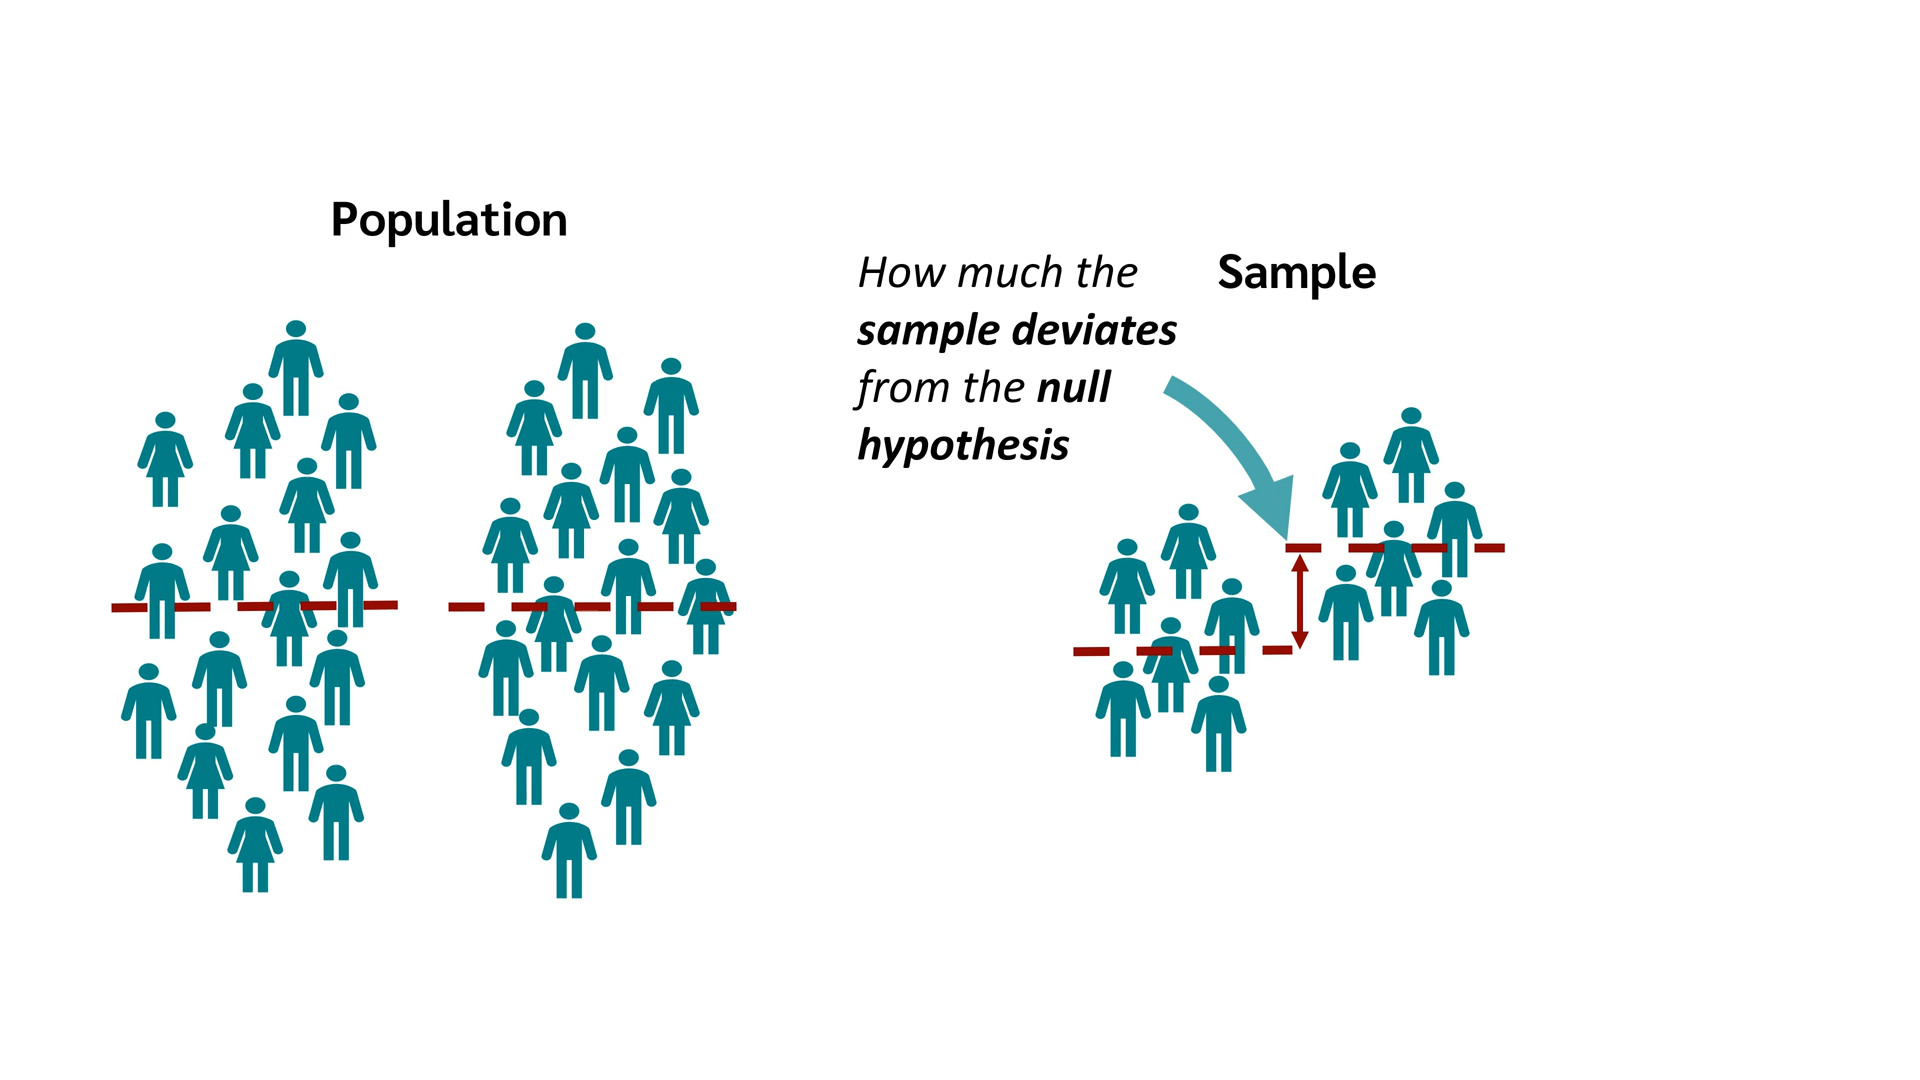 Population
How much the
sample deviates
from the null
hypothesis
Sample